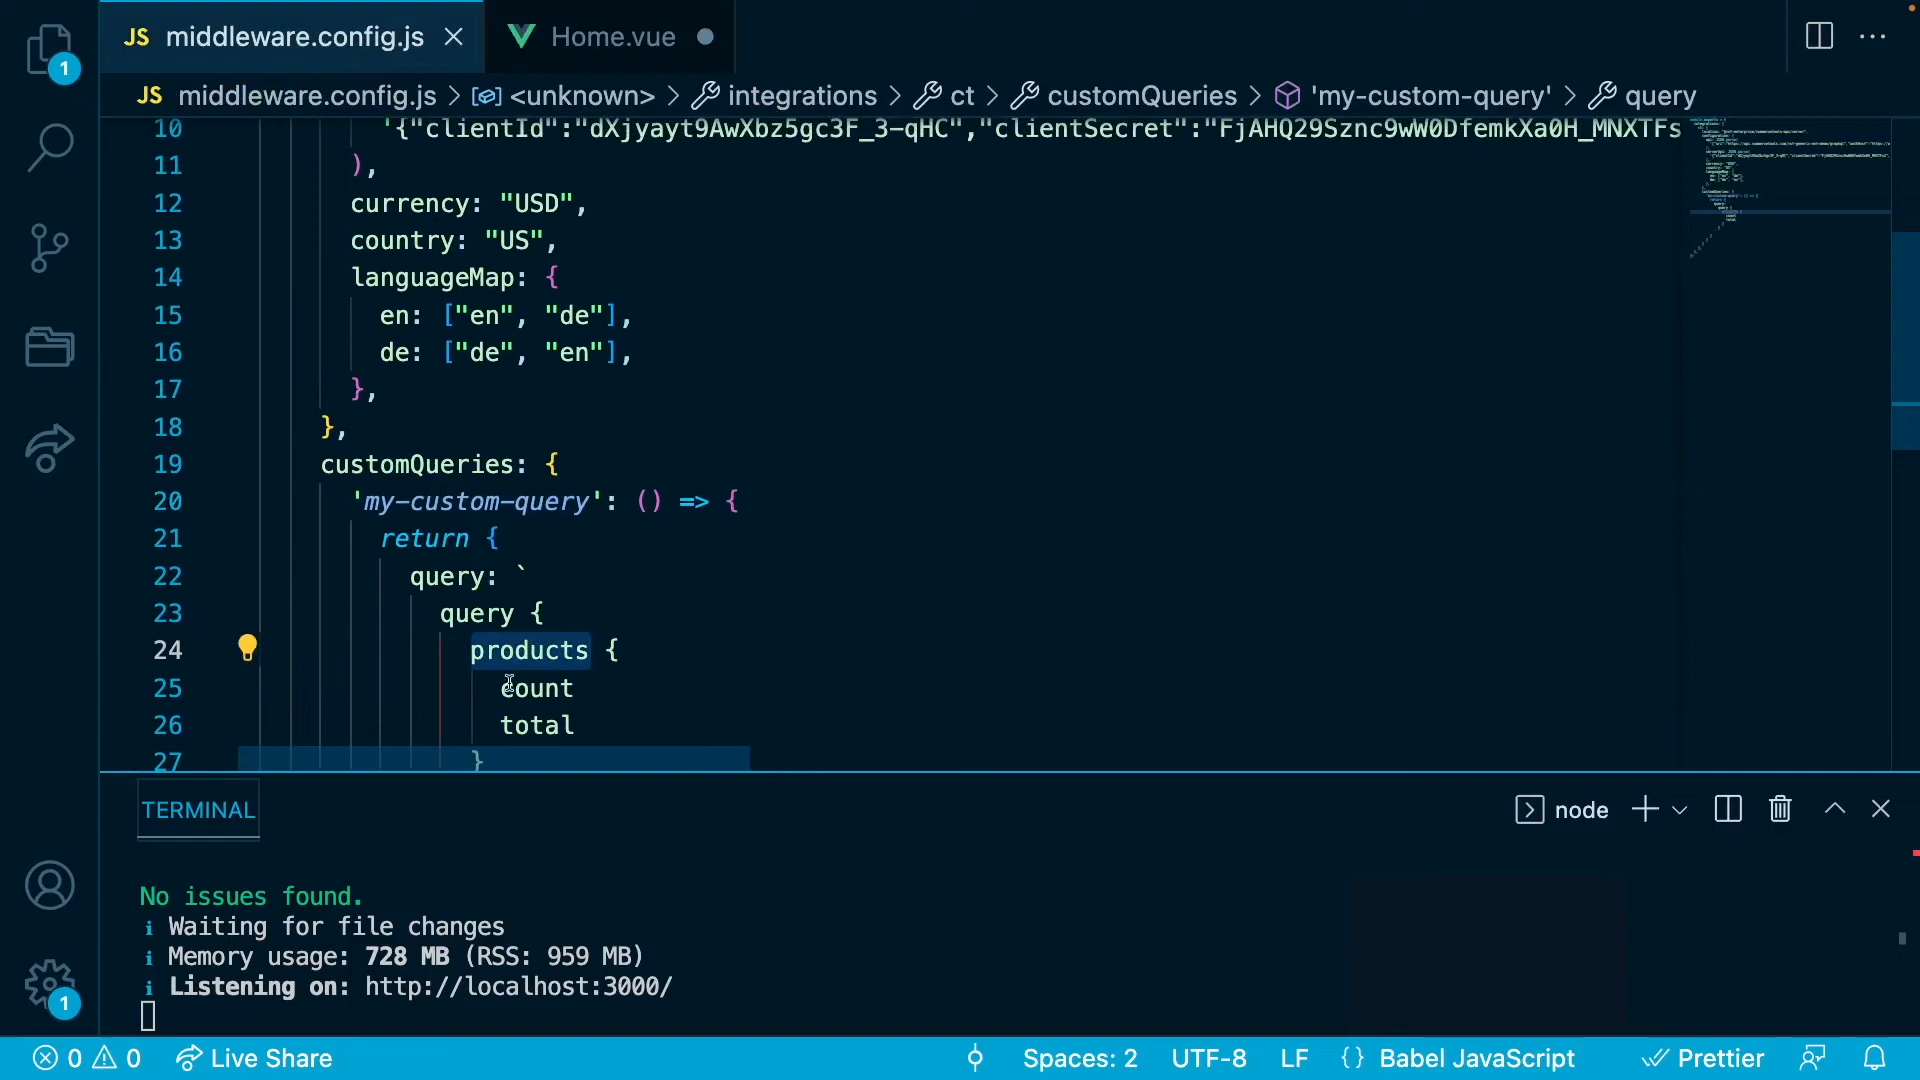 1
JS middleware.config.js
Home.vue
JS middleware.config.js > <unknown> > integrations > ct > customQueries > 'my-custom-query' > query
10 '{"clientId":"dXjyayt9AwXbz5gc3F_3-qHC","clientSecret":"FjAHQ29Sznc9wW0DfemkXa0H_MNXTFs
11 ),
12 currency: "USD",
13 country: "US",
14 languageMap: {
15 en: ["en", "de"],
16 de: ["de", "en"],
17 },
18 },
19 customQueries: {
20 'my-custom-query': () => {
21 return {
22 query: `
23 query {
24 products {
25 count
26 total
27 }
TERMINAL
node
No issues found.
i Waiting for file changes
i Memory usage: 728 MB (RSS: 959 MB)
i Listening on: http://localhost:3000/
1
0 0 Live Share Spaces: 2 UTF-8 LF {} Babel JavaScript Prettier